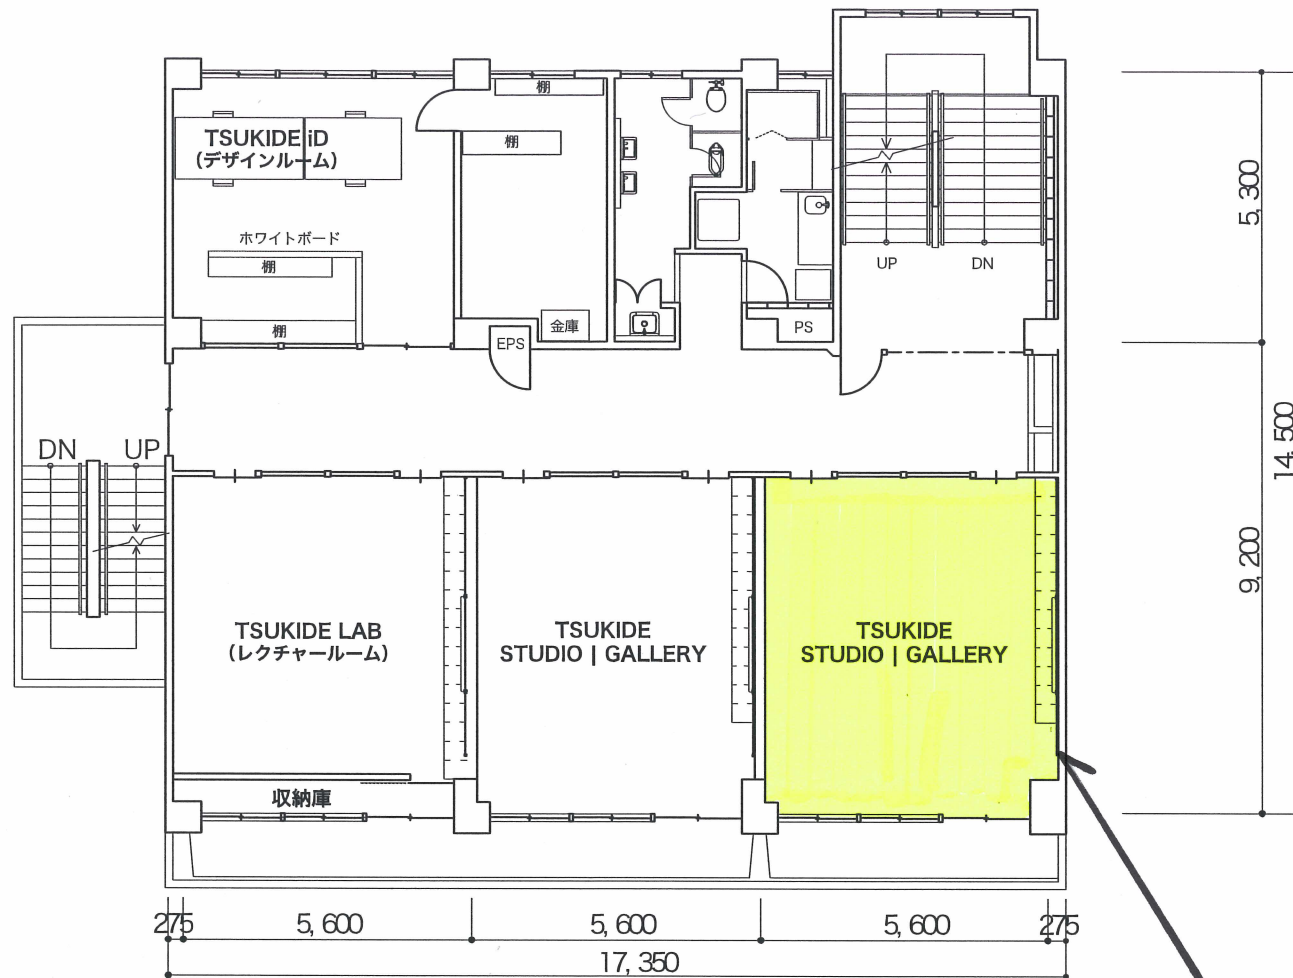 棚
棚
TSUKIDE iD
(デザインルーム)
ホワイトボード
棚
棚
金庫
EPS
PS
UP
DN
DN
UP
TSUKIDE LAB
(レクチャールーム)
TSUKIDE
STUDIO | GALLERY
TSUKIDE
STUDIO | GALLERY
収納庫
5,300
14,500
9,200
275
5,600
5,600
5,600
275
17,350